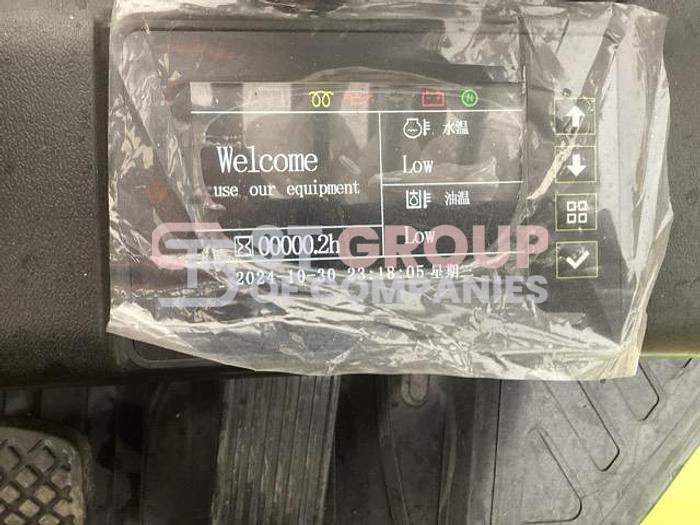 N
水温
Welcome
use our equipment
Low
油温
Low
00000.2h
2024-10-30 23:18:05 星期三
ST GROUP
OF COMPANIES